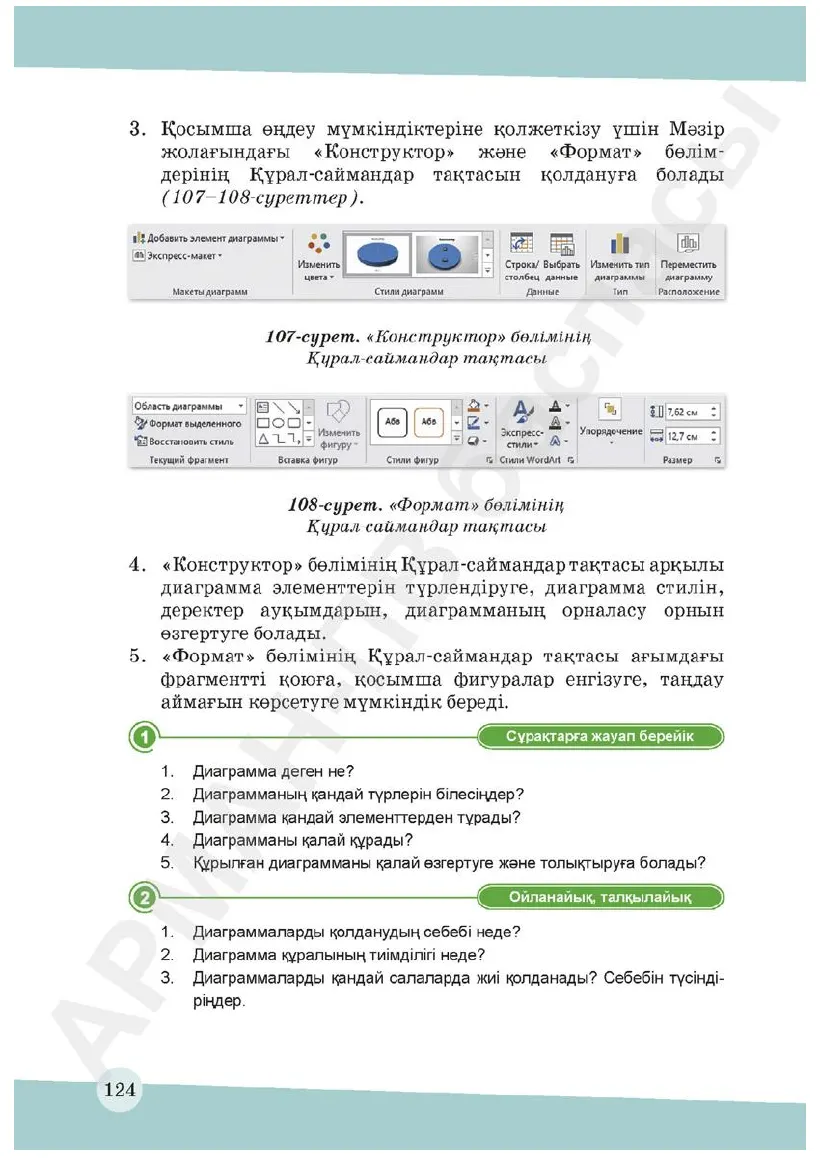 3. Қосымша өңдеу мүмкіндіктеріне қолжеткізу үшін Мәзір
жолағындағы «Конструктор» және «Формат» бөлім-
дерінің Құрал-саймандар тақтасын қолдануға болады
(107–108-суреттер).
Добавить элемент диаграммы
Экспресс-макет
Макеты диаграмм
Изменить
цвета
Стили диаграмм
Строка/
столбец
Выбрать
данные
Данные
Изменить тип
диаграммы
Тип
Переместить
диаграмму
Расположение
107-сурет. «Конструктор» бөлімінің
Құрал-саймандар тақтасы
Область диаграммы
Формат выделенного
Восстановить стиль
Текущий фрагмент
Изменить
фигуру
Вставка фигур
Абв
Абв
Стили фигур
Экспресс-
стили
Стили WordArt
Упорядочение
7,62 см
12,7 см
Размер
108-сурет. «Формат» бөлімінің
Құрал саймандар тақтасы
4. «Конструктор» бөлімінің Құрал-саймандар тақтасы арқылы
диаграмма элементтерін түрлендіруге, диаграмма стилін,
деректер ауқымдарын, диаграмманың орналасу орнын
өзгертуге болады.
5. «Формат» бөлімінің Құрал-саймандар тақтасы ағымдағы
фрагментті қоюға, қосымша фигуралар енгізуге, таңдау
аймағын көрсетуге мүмкіндік береді.
1 Сұрақтарға жауап берейік
1. Диаграмма деген не?
2. Диаграмманың қандай түрлерін білесіңдер?
3. Диаграмма қандай элементтерден тұрады?
4. Диаграмманы қалай құрады?
5. Құрылған диаграмманы қалай өзгертуге және толықтыруға болады?
2 Ойланайық, талқылайық
1. Диаграммаларды қолданудың себебі неде?
2. Диаграмма құралының тиімділігі неде?
3. Диаграммаларды қандай салаларда жиі қолданады? Себебін түсінді-
ріңдер.
124
АРМАН-ПВ баспасы